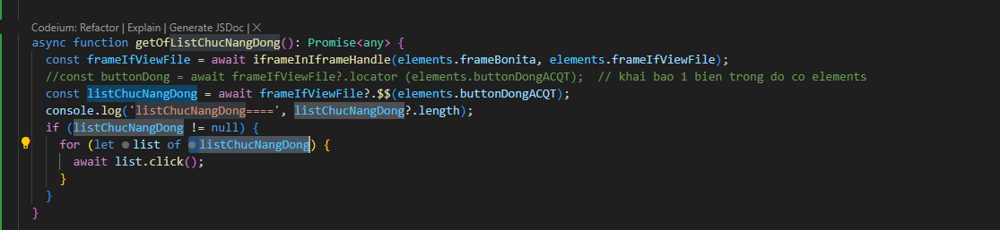 Codeium: Refactor | Explain | Generate JSDoc | ×
async function getOfListChucNangDong(): Promise<any> {
const frameIfViewFile = await iframeInIframeHandle(elements.frameBonita, elements.frameIfViewFile);
//const buttonDong = await frameIfViewFile?.locator (elements.buttonDongACQT);  // khai bao 1 bien trong do co elements
const listChucNangDong = await frameIfViewFile?.$$(elements.buttonDongACQT);
console.log('listChucNangDong====', listChucNangDong?.length);
if (listChucNangDong != null) {
for (let list of listChucNangDong) {
await list.click();
}
}
}